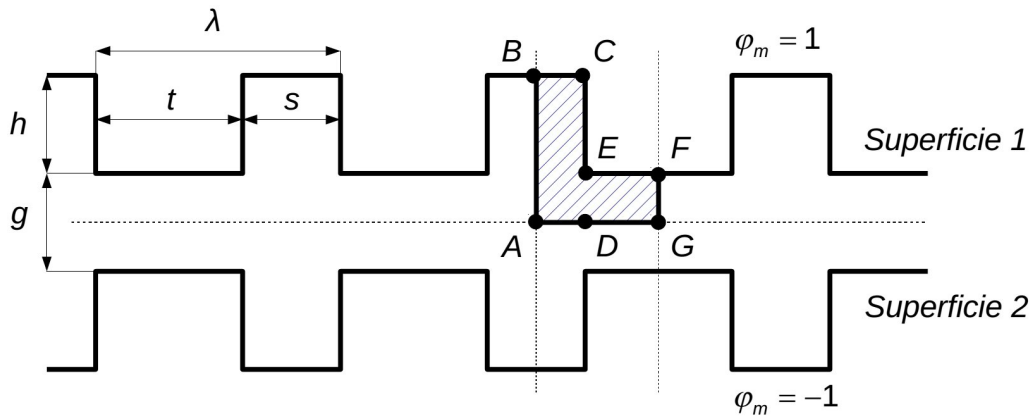 λ
B C
φm = 1
t s
h
E F
Superficie 1
g
A D G
Superficie 2
φm = −1